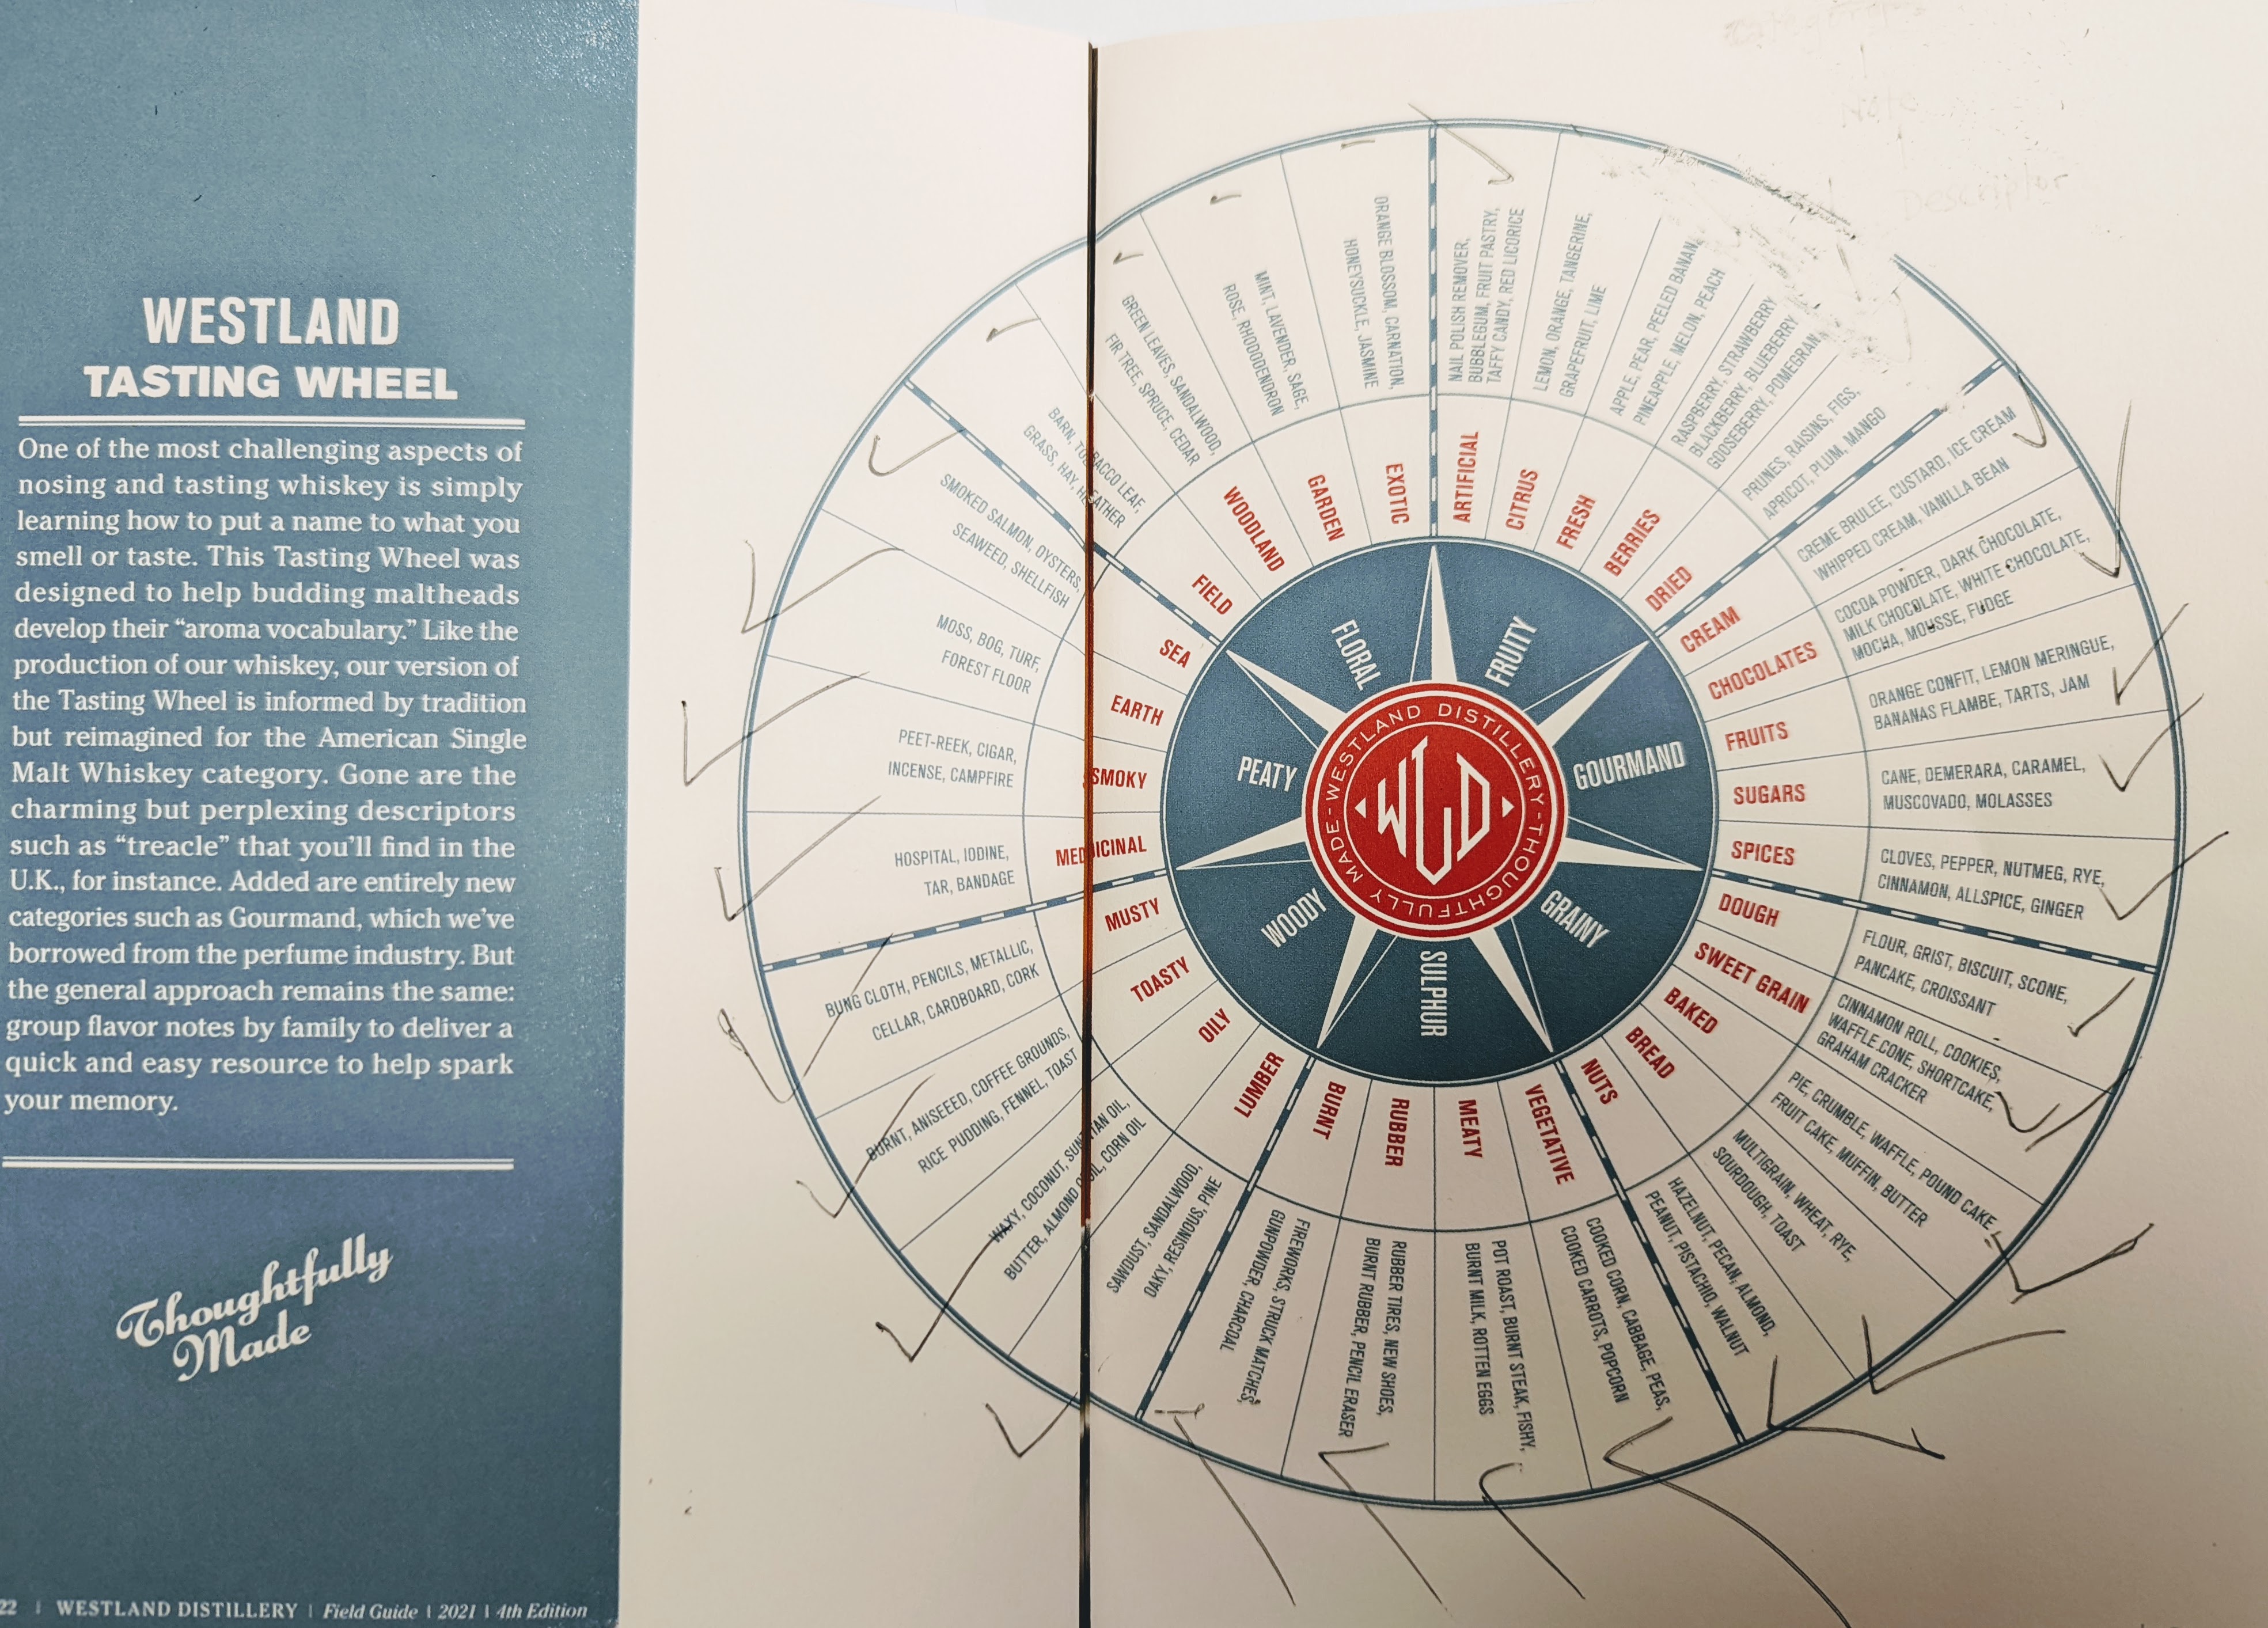 WESTLAND
TASTING WHEEL
One of the most challenging aspects of
nosing and tasting whiskey is simply
learning how to put a name to what you
smell or taste. This Tasting Wheel was
designed to help budding maltheads
develop their “aroma vocabulary.” Like the
production of our whiskey, our version of
the Tasting Wheel is informed by tradition
but reimagined for the American Single
Malt Whiskey category. Gone are the
charming but perplexing descriptors
such as “treacle” that you’ll find in the
U.K., for instance. Added are entirely new
categories such as Gourmand, which we’ve
borrowed from the perfume industry. But
the general approach remains the same:
group flavor notes by family to deliver a
quick and easy resource to help spark
your memory.
Thoughtfully
Made
22 | WESTLAND DISTILLERY | Field Guide | 2021 | 4th Edition
Note
Descriptor
WESTLAND DISTILLERY - THOUGHTFULLY MADE -
WLD
FRUITY
ARTIFICIAL
NAIL POLISH REMOVER,
BUBBLEGUM, FRUIT PASTRY,
TAFFY CANDY, RED LICORICE
CITRUS
LEMON, ORANGE, TANGERINE,
GRAPEFRUIT, LIME
FRESH
APPLE, PEAR, PEELED BANAN
PINEAPPLE, MELON, PEACH
BERRIES
RASPBERRY, STRAWBERRY
BLACKBERRY, BLUEBERRY
GOOSEBERRY, POMEGRAN
DRIED
PRUNES, RAISINS, FIGS,
APRICOT, PLUM, MANGO
GOURMAND
CREAM
CREME BRULEE, CUSTARD, ICE CREAM
WHIPPED CREAM, VANILLA BEAN
CHOCOLATES
COCOA POWDER, DARK CHOCOLATE,
MILK CHOCOLATE, WHITE CHOCOLATE,
MOCHA, MOUSSE, FUDGE
FRUITS
ORANGE CONFIT, LEMON MERINGUE,
BANANAS FLAMBE, TARTS, JAM
SUGARS
CANE, DEMERARA, CARAMEL,
MUSCOVADO, MOLASSES
SPICES
CLOVES, PEPPER, NUTMEG, RYE,
CINNAMON, ALLSPICE, GINGER
GRAINY
DOUGH
FLOUR, GRIST, BISCUIT, SCONE,
PANCAKE, CROISSANT
SWEET GRAIN
CINNAMON ROLL, COOKIES,
WAFFLE CONE, SHORTCAKE,
GRAHAM CRACKER
BAKED
PIE, CRUMBLE, WAFFLE, POUND CAKE,
FRUIT CAKE, MUFFIN, BUTTER
BREAD
MULTIGRAIN, WHEAT, RYE,
SOURDOUGH, TOAST
NUTS
HAZELNUT, PECAN, ALMOND,
PEANUT, PISTACHIO, WALNUT
SULPHUR
VEGETATIVE
COOKED CORN, CABBAGE, PEAS,
COOKED CARROTS, POPCORN
MEATY
POT ROAST, BURNT STEAK, FISHY,
BURNT MILK, ROTTEN EGGS
RUBBER
RUBBER TIRES, NEW SHOES,
BURNT RUBBER, PENCIL ERASER
BURNT
FIREWORKS, STRUCK MATCHES,
GUNPOWDER, CHARCOAL
WOODY
LUMBER
SAWDUST, SANDALWOOD,
OAKY, RESINOUS, PINE
OILY
WAXY, COCONUT, SUNTAN OIL,
BUTTER, ALMOND OIL, CORN OIL
TOASTY
BURNT, ANISEED, COFFEE GROUNDS,
RICE PUDDING, FENNEL, TOAST
MUSTY
BUNG CLOTH, PENCILS, METALLIC,
CELLAR, CARDBOARD, CORK
PEATY
MEDICINAL
HOSPITAL, IODINE,
TAR, BANDAGE
SMOKY
PEET-REEK, CIGAR,
INCENSE, CAMPFIRE
EARTH
MOSS, BOG, TURF,
FOREST FLOOR
SEA
SMOKED SALMON, OYSTERS,
SEAWEED, SHELLFISH
FLORAL
FIELD
BARN, TOBACCO LEAF,
GRASS, HAY, HEATHER
WOODLAND
GREEN LEAVES, SANDALWOOD,
FIR TREE, SPRUCE, CEDAR
GARDEN
MINT, LAVENDER, SAGE,
ROSE, RHODODENDRON
EXOTIC
ORANGE BLOSSOM, CARNATION,
HONEYSUCKLE, JASMINE